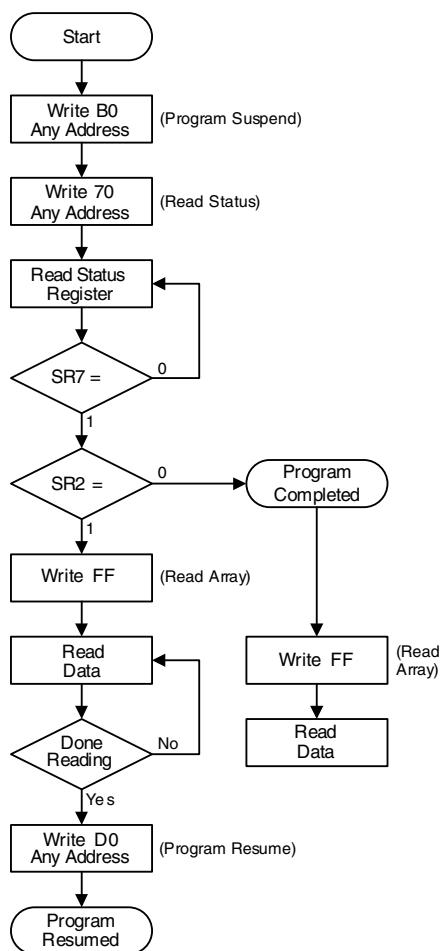 Start
Write B0
Any Address
(Program Suspend)
Write 70
Any Address
(Read Status)
Read Status
Register
SR7 =
0
1
SR2 =
0
1
Program
Completed
Write FF
(Read Array)
Read
Data
Write FF
(Read
Array)
Done
Reading
No
Yes
Read
Data
Write D0
Any Address
(Program Resume)
Program
Resumed